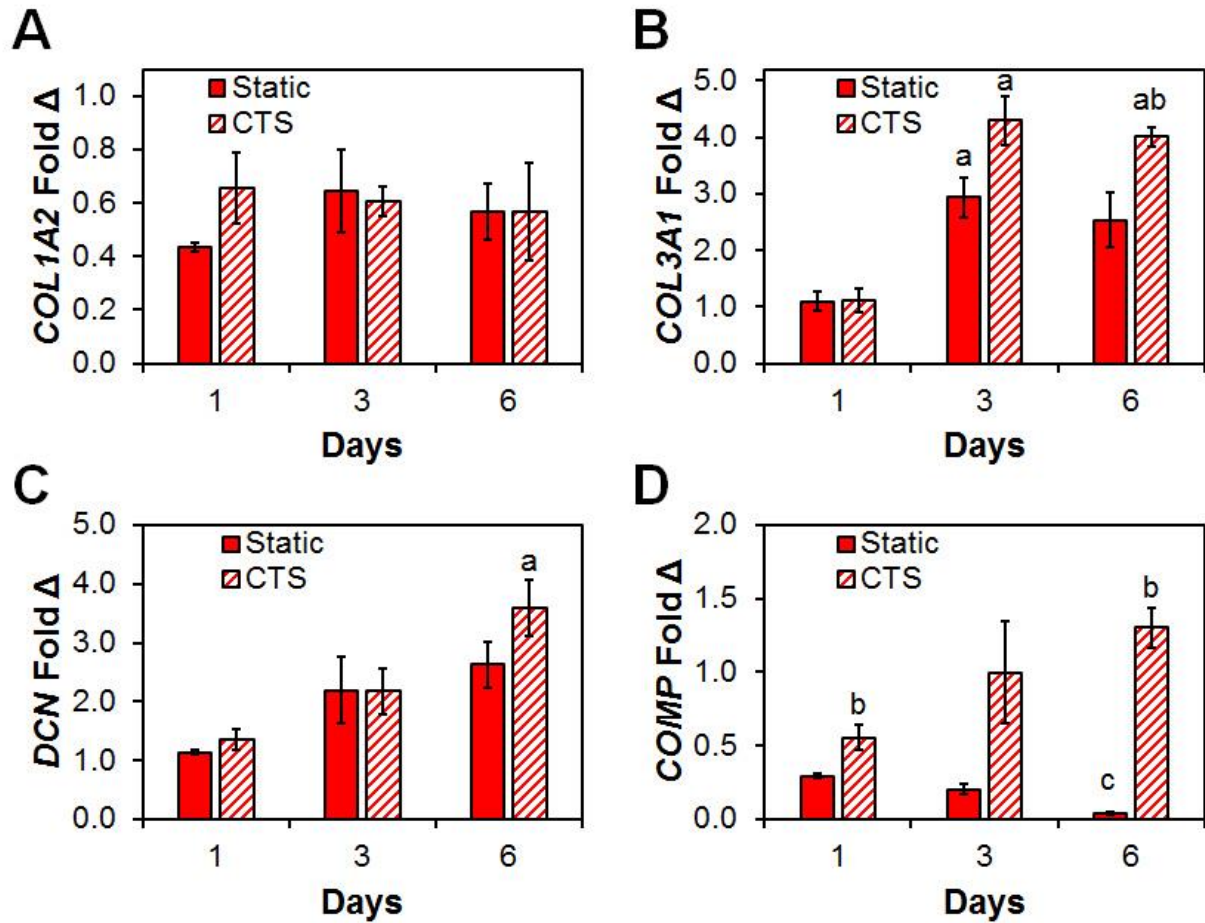 A
COL1A2 Fold Δ
1.0
0.8
0.6
0.4
0.2
0.0
Static
CTS
1 3 6
Days
B
COL3A1 Fold Δ
5.0
4.0
3.0
2.0
1.0
0.0
Static
CTS
a
a
ab
1 3 6
Days
C
DCN Fold Δ
5.0
4.0
3.0
2.0
1.0
0.0
Static
CTS
a
1 3 6
Days
D
COMP Fold Δ
2.0
1.5
1.0
0.5
0.0
Static
CTS
b
c
b
1 3 6
Days